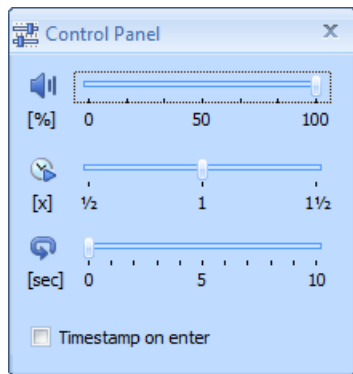 Control Panel
[%] 0 50 100
[x] ½ 1 1½
[sec] 0 5 10
Timestamp on enter